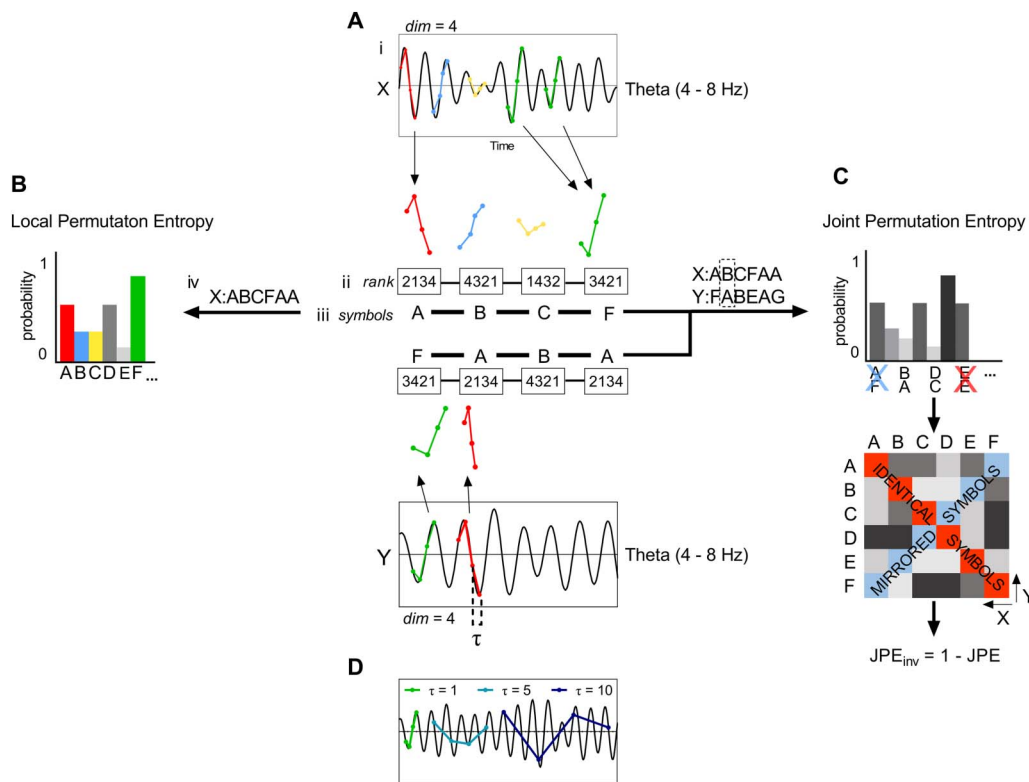 A
dim = 4
i
X
Theta (4 - 8 Hz)
Time
B
Local Permutaton Entropy
1
probability
0
A B C D E F ...
iv
X:ABCFAA
ii rank 2134 4321 1432 3421
iii symbols A B C F
F A B A
3421 2134 4321 2134
X:ABCFAA
Y:FABEAG
C
Joint Permutation Entropy
1
probability
0
A B D E ...
F A C E
A B C D E F
A
B
C
D
E
F
IDENTICAL SYMBOLS
MIRRORED SYMBOLS
Y
X
JPEinv = 1 - JPE
Y
Theta (4 - 8 Hz)
dim = 4
τ
D
τ = 1 τ = 5 τ = 10